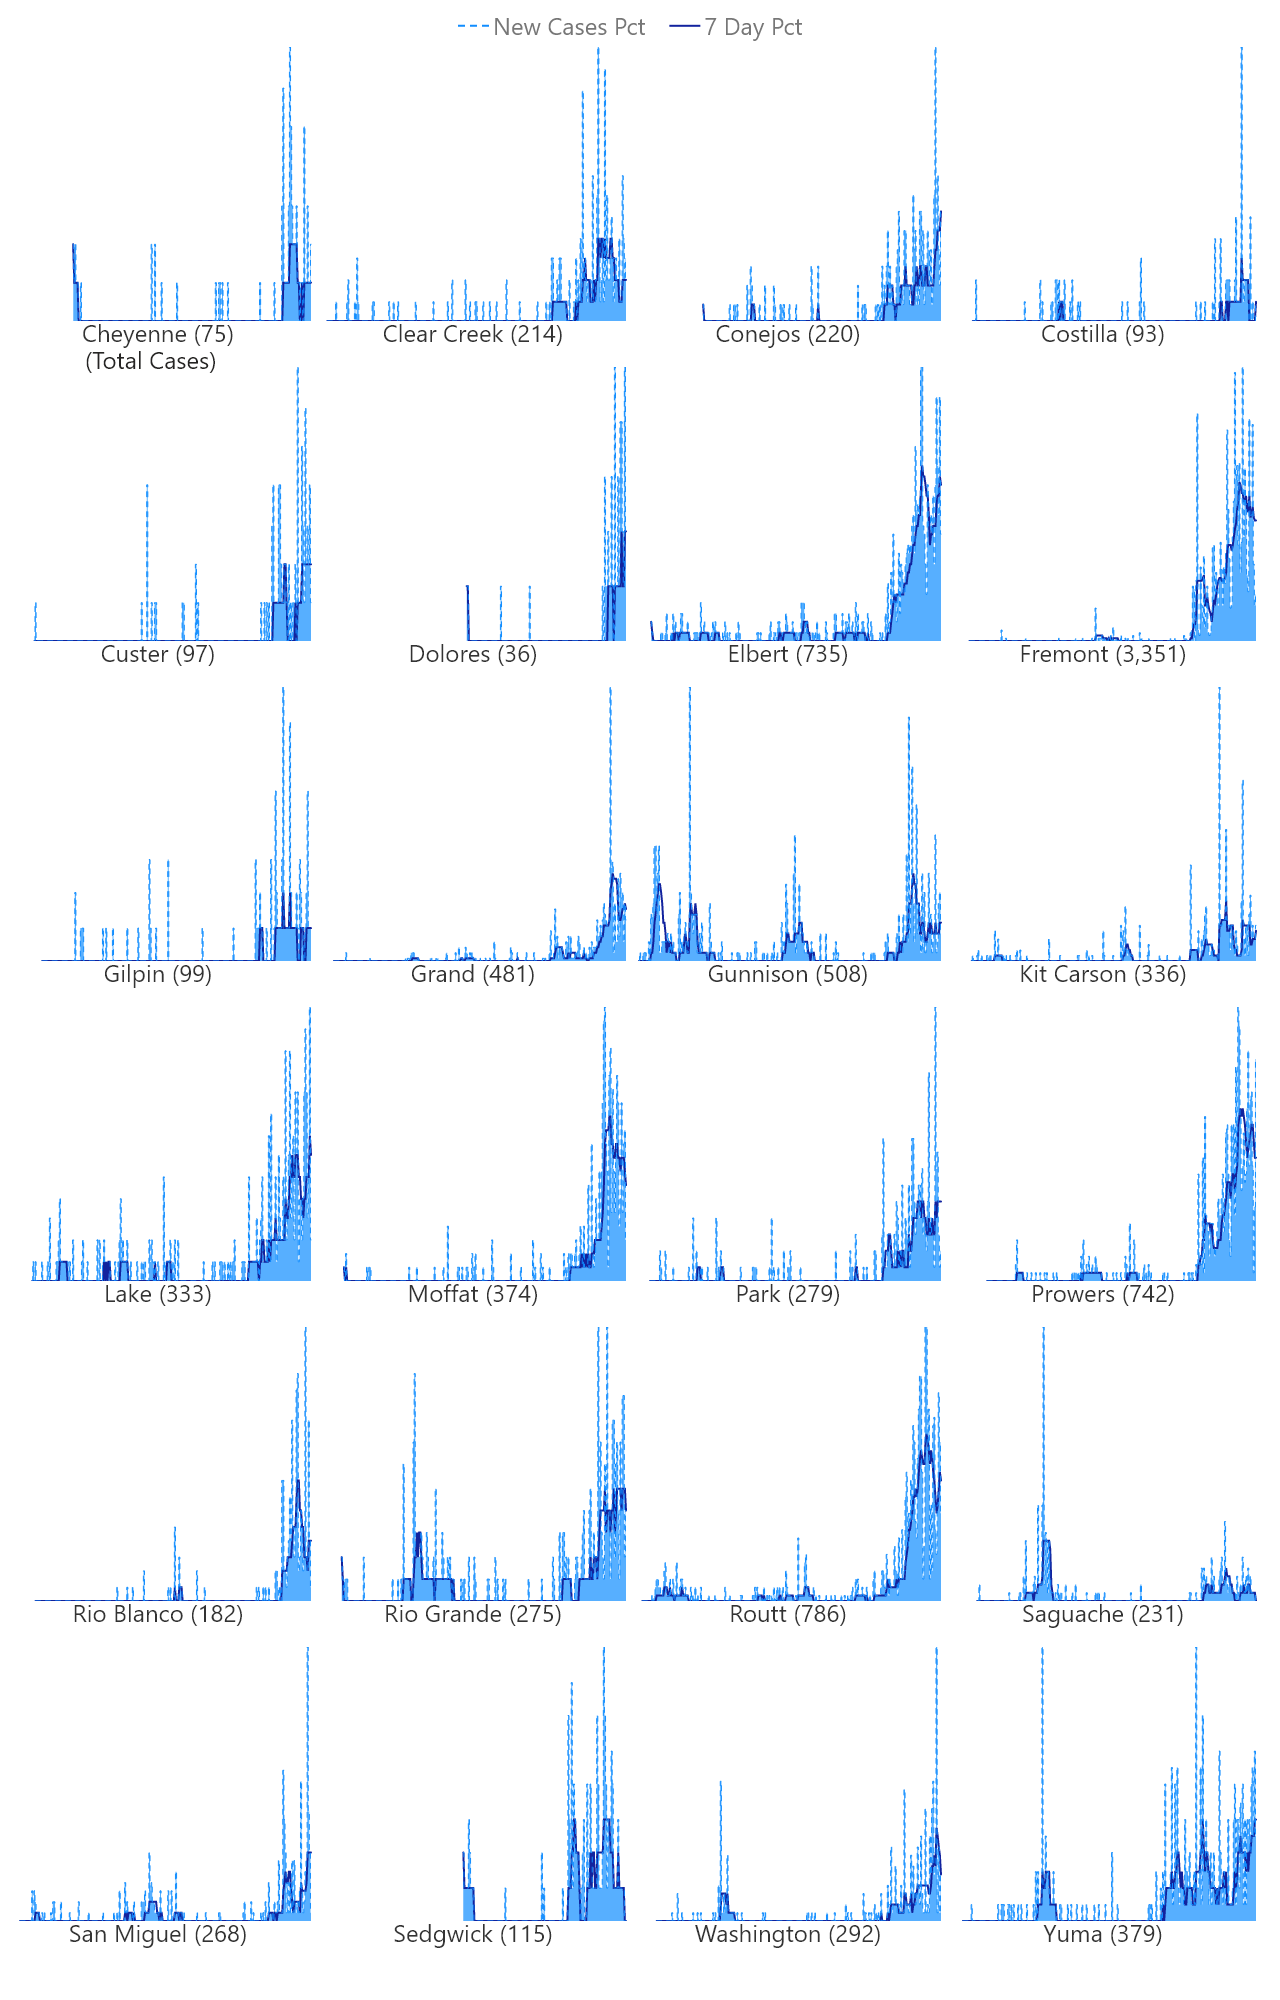 New Cases Pct 7 Day Pct
Cheyenne (75) Clear Creek (214) Conejos (220) Costilla (93)
(Total Cases)
Custer (97) Dolores (36) Elbert (735) Fremont (3,351)
Gilpin (99) Grand (481) Gunnison (508) Kit Carson (336)
Lake (333) Moffat (374) Park (279) Prowers (742)
Rio Blanco (182) Rio Grande (275) Routt (786) Saguache (231)
San Miguel (268) Sedgwick (115) Washington (292) Yuma (379)